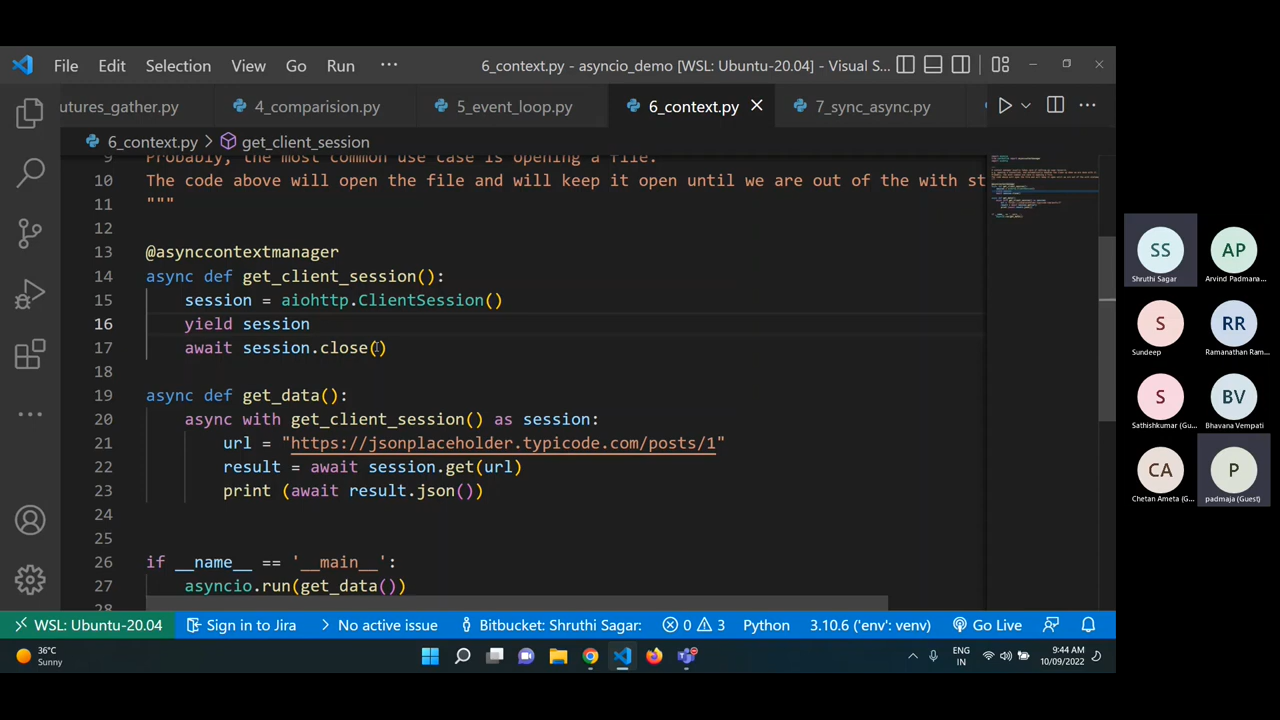 File Edit Selection View Go Run ··· 6_context.py - asyncio_demo [WSL: Ubuntu-20.04] - Visual S...
utures_gather.py 4_comparision.py 5_event_loop.py 6_context.py 7_sync_async.py
6_context.py > get_client_session
9 Probably, the most common use case is opening a file.
10 The code above will open the file and will keep it open until we are out of the with st
11 """
12
13 @asynccontextmanager
14 async def get_client_session():
15 session = aiohttp.ClientSession()
16 yield session
17 await session.close()
18
19 async def get_data():
20 async with get_client_session() as session:
21 url = "https://jsonplaceholder.typicode.com/posts/1"
22 result = await session.get(url)
23 print (await result.json())
24
25
26 if __name__ == '__main__':
27 asyncio.run(get_data())
28
WSL: Ubuntu-20.04 Sign in to Jira No active issue Bitbucket: Shruthi Sagar: 0 3 Python 3.10.6 ('env': venv) Go Live
36°C
Sunny
ENG
IN
9:44 AM
10/09/2022
SS
Shruthi Sagar
AP
Arvind Padmana...
S
Sundeep
RR
Ramanathan Ram...
S
Sathishkumar (Gu...
BV
Bhavana Vempati
CA
Chetan Ameta (G...
P
padmaja (Guest)